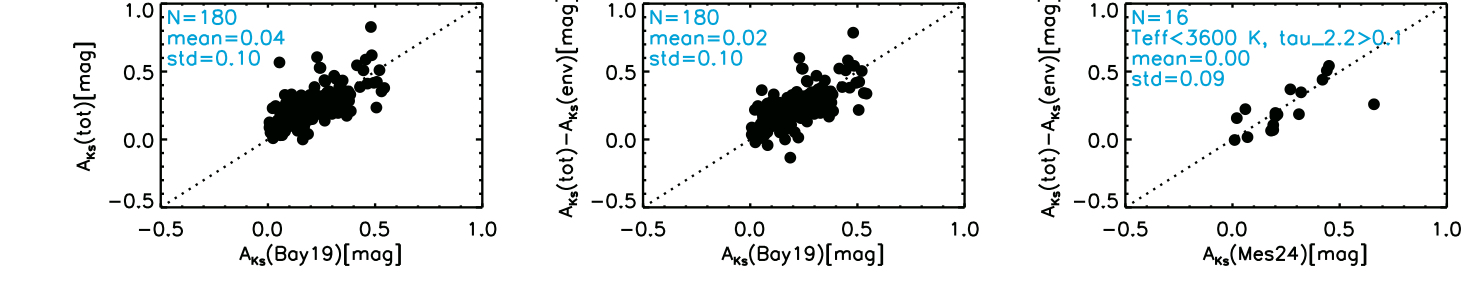 1.0
0.5
0.0
−0.5
A_Ks(tot)[mag]
N=180
mean=0.04
std=0.10
−0.5 0.0 0.5 1.0
A_Ks(Bay19)[mag]
1.0
0.5
0.0
−0.5
A_Ks(tot)−A_Ks(env)[mag]
N=180
mean=0.02
std=0.10
−0.5 0.0 0.5 1.0
A_Ks(Bay19)[mag]
1.0
0.5
0.0
−0.5
A_Ks(tot)−A_Ks(env)[mag]
N=16
Teff<3600 K, tau_2.2>0.1
mean=0.00
std=0.09
−0.5 0.0 0.5 1.0
A_Ks(Mes24)[mag]